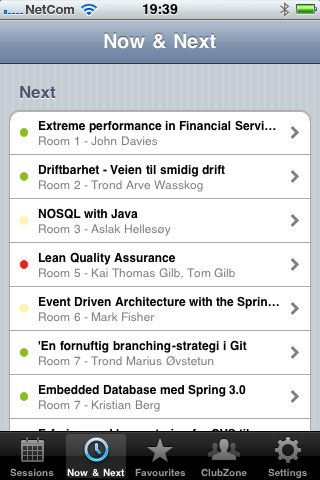 NetCom 19:39
Now & Next
Next
Extreme performance in Financial Servi...
Room 1 - John Davies
Driftbarhet - Veien til smidig drift
Room 2 - Trond Arve Wasskog
NOSQL with Java
Room 3 - Aslak Hellesøy
Lean Quality Assurance
Room 5 - Kai Thomas Gilb, Tom Gilb
Event Driven Architecture with the Sprin...
Room 6 - Mark Fisher
'En fornuftig branching-strategi i Git
Room 7 - Trond Marius Øvstetun
Embedded Database med Spring 3.0
Room 7 - Kristian Berg
Sessions Now & Next Favourites ClubZone Settings